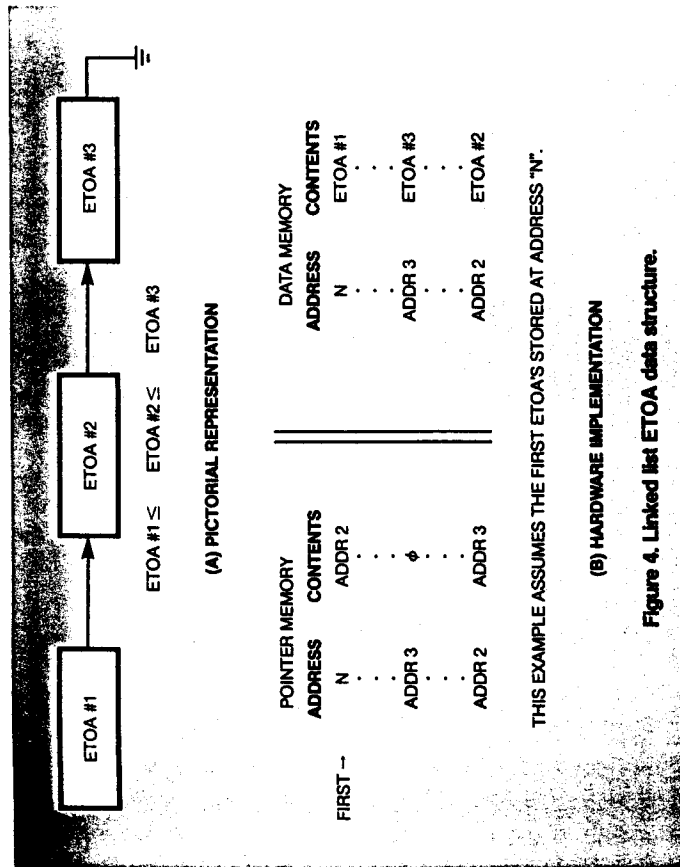 ETOA #1 ETOA #2 ETOA #3
ETOA #1 ≤ ETOA #2 ≤ ETOA #3
(A) PICTORIAL REPRESENTATION
POINTER MEMORY DATA MEMORY
ADDRESS CONTENTS ADDRESS CONTENTS
FIRST → N ADDR 2 N ETOA #1
. . . .
. . . .
. . . .
ADDR 3 ϕ ADDR 3 ETOA #3
. . . .
. . . .
. . . .
ADDR 2 ADDR 3 ADDR 2 ETOA #2
THIS EXAMPLE ASSUMES THE FIRST ETOA'S STORED AT ADDRESS "N".
(B) HARDWARE IMPLEMENTATION
Figure 4. Linked list ETOA data structure.